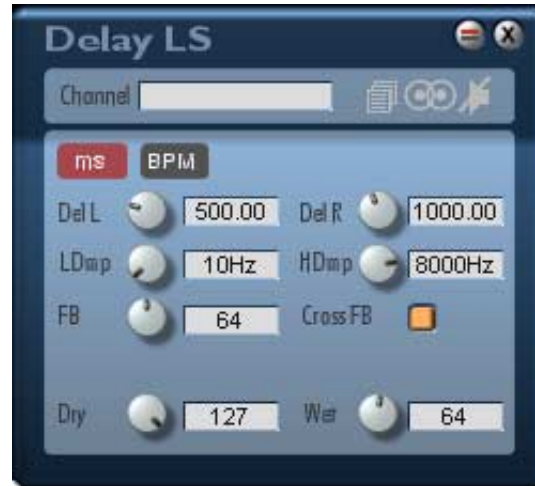 Delay LS
X
Channel
ms BPM
Del L 500.00 Del R 1000.00
LDmp 10Hz HDmp 8000Hz
FB 64 Cross FB
Dry 127 Wet 64